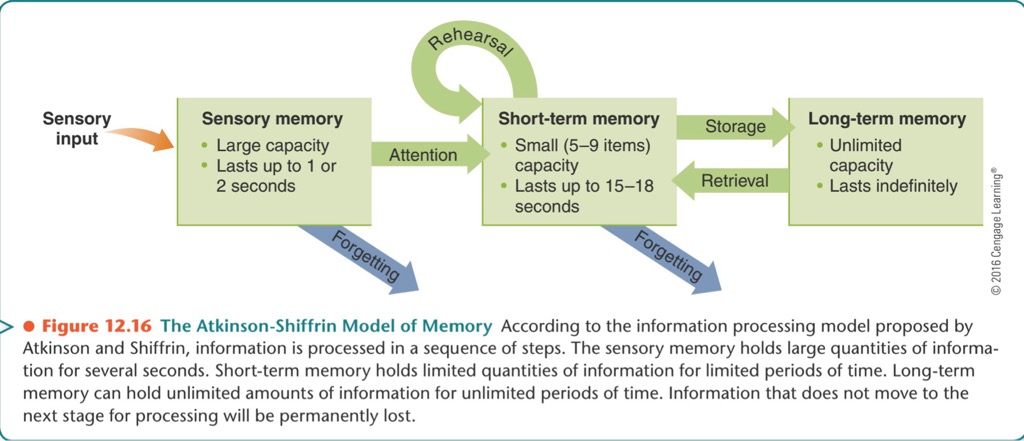 Rehearsal
Sensory
input
Sensory memory
• Large capacity
• Lasts up to 1 or
2 seconds
Attention
Short-term memory
• Small (5–9 items)
capacity
• Lasts up to 15–18
seconds
Storage
Retrieval
Long-term memory
• Unlimited
capacity
• Lasts indefinitely
Forgetting
Forgetting
© 2016 Cengage Learning®
● Figure 12.16 The Atkinson-Shiffrin Model of Memory According to the information processing model proposed by
Atkinson and Shiffrin, information is processed in a sequence of steps. The sensory memory holds large quantities of informa-
tion for several seconds. Short-term memory holds limited quantities of information for limited periods of time. Long-term
memory can hold unlimited amounts of information for unlimited periods of time. Information that does not move to the
next stage for processing will be permanently lost.